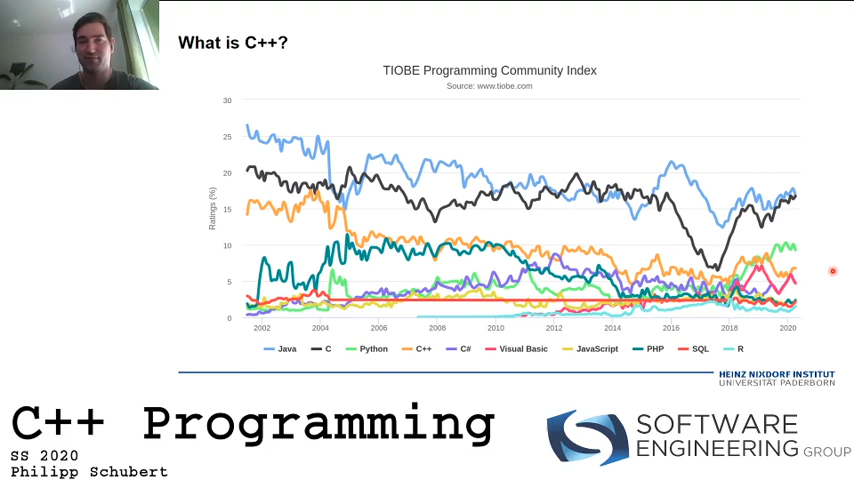 What is C++?
TIOBE Programming Community Index
Source: www.tiobe.com
Ratings (%)
30
25
20
15
10
5
0
2002 2004 2006 2008 2010 2012 2014 2016 2018 2020
Java C Python C++ C# Visual Basic JavaScript PHP SQL R
HEINZ NIXDORF INSTITUT
UNIVERSITÄT PADERBORN
C++ Programming
SS 2020
Philipp Schubert
SOFTWARE
ENGINEERING GROUP